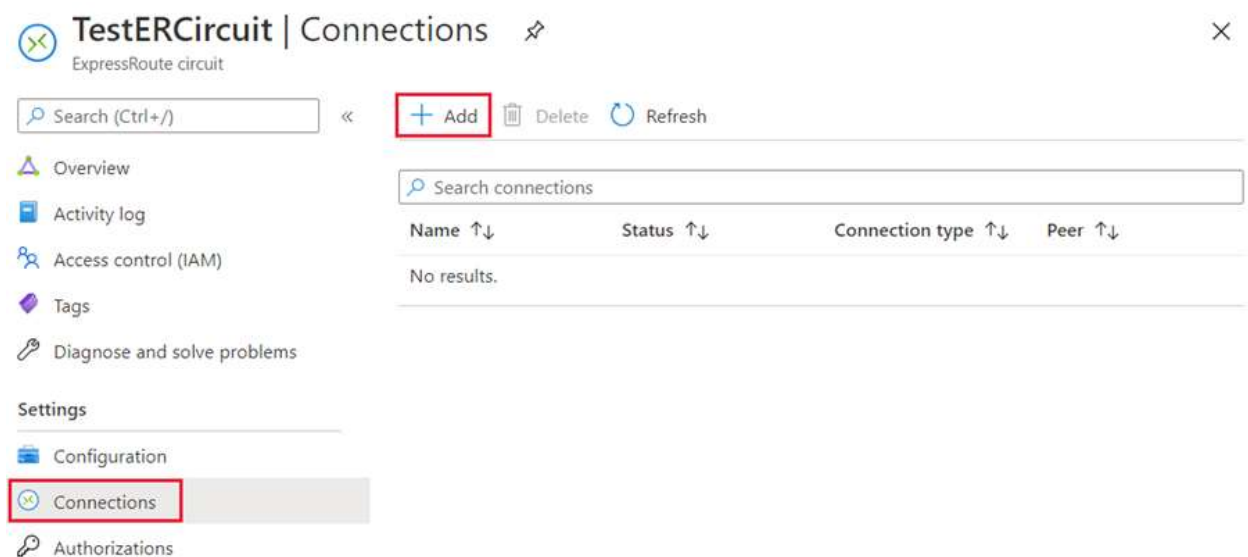 TestERCircuit | Connections
ExpressRoute circuit
Search (Ctrl+/)
«
Overview
Activity log
Access control (IAM)
Tags
Diagnose and solve problems
Settings
Configuration
Connections
Authorizations
+ Add Delete Refresh
Search connections
Name ↑↓ Status ↑↓ Connection type ↑↓ Peer ↑↓
No results.